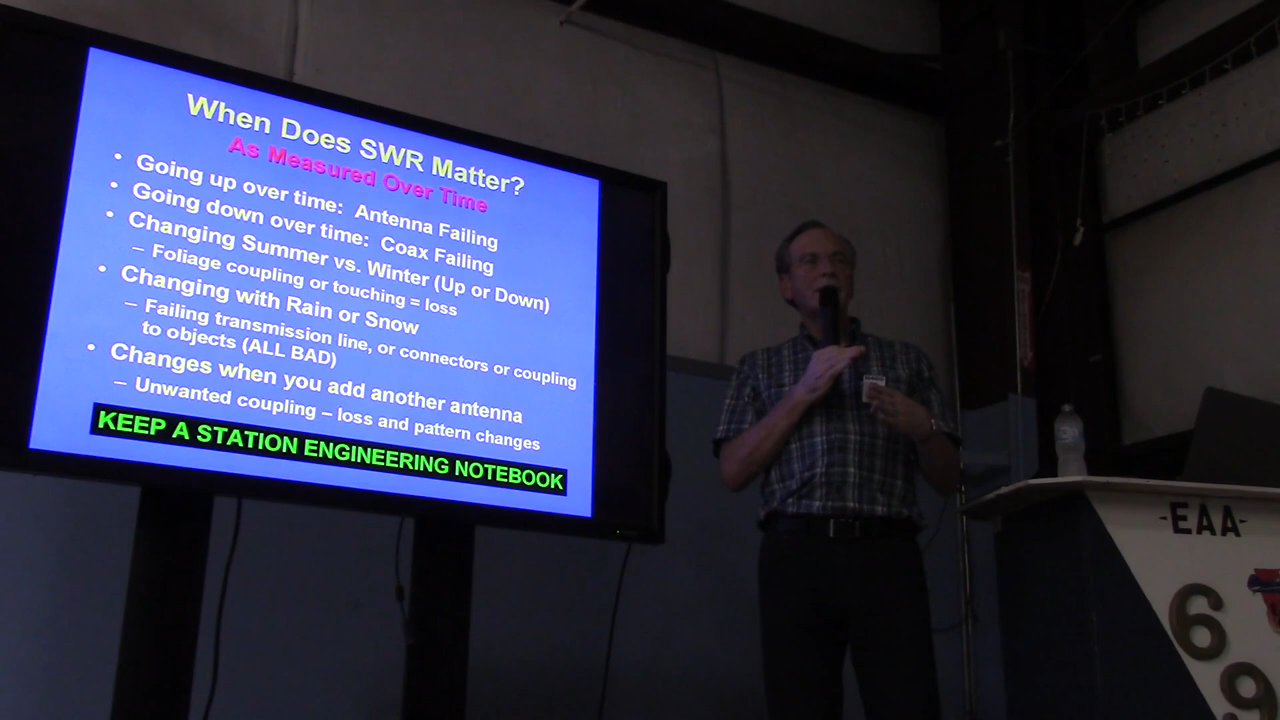 When Does SWR Matter?
As Measured Over Time
• Going up over time: Antenna Failing
• Going down over time: Coax Failing
• Changing Summer vs. Winter (Up or Down)
– Foliage coupling or touching = loss
• Changing with Rain or Snow
– Failing transmission line, or connectors or coupling
to objects (ALL BAD)
• Changes when you add another antenna
– Unwanted coupling – loss and pattern changes
KEEP A STATION ENGINEERING NOTEBOOK
-EAA-
6
9